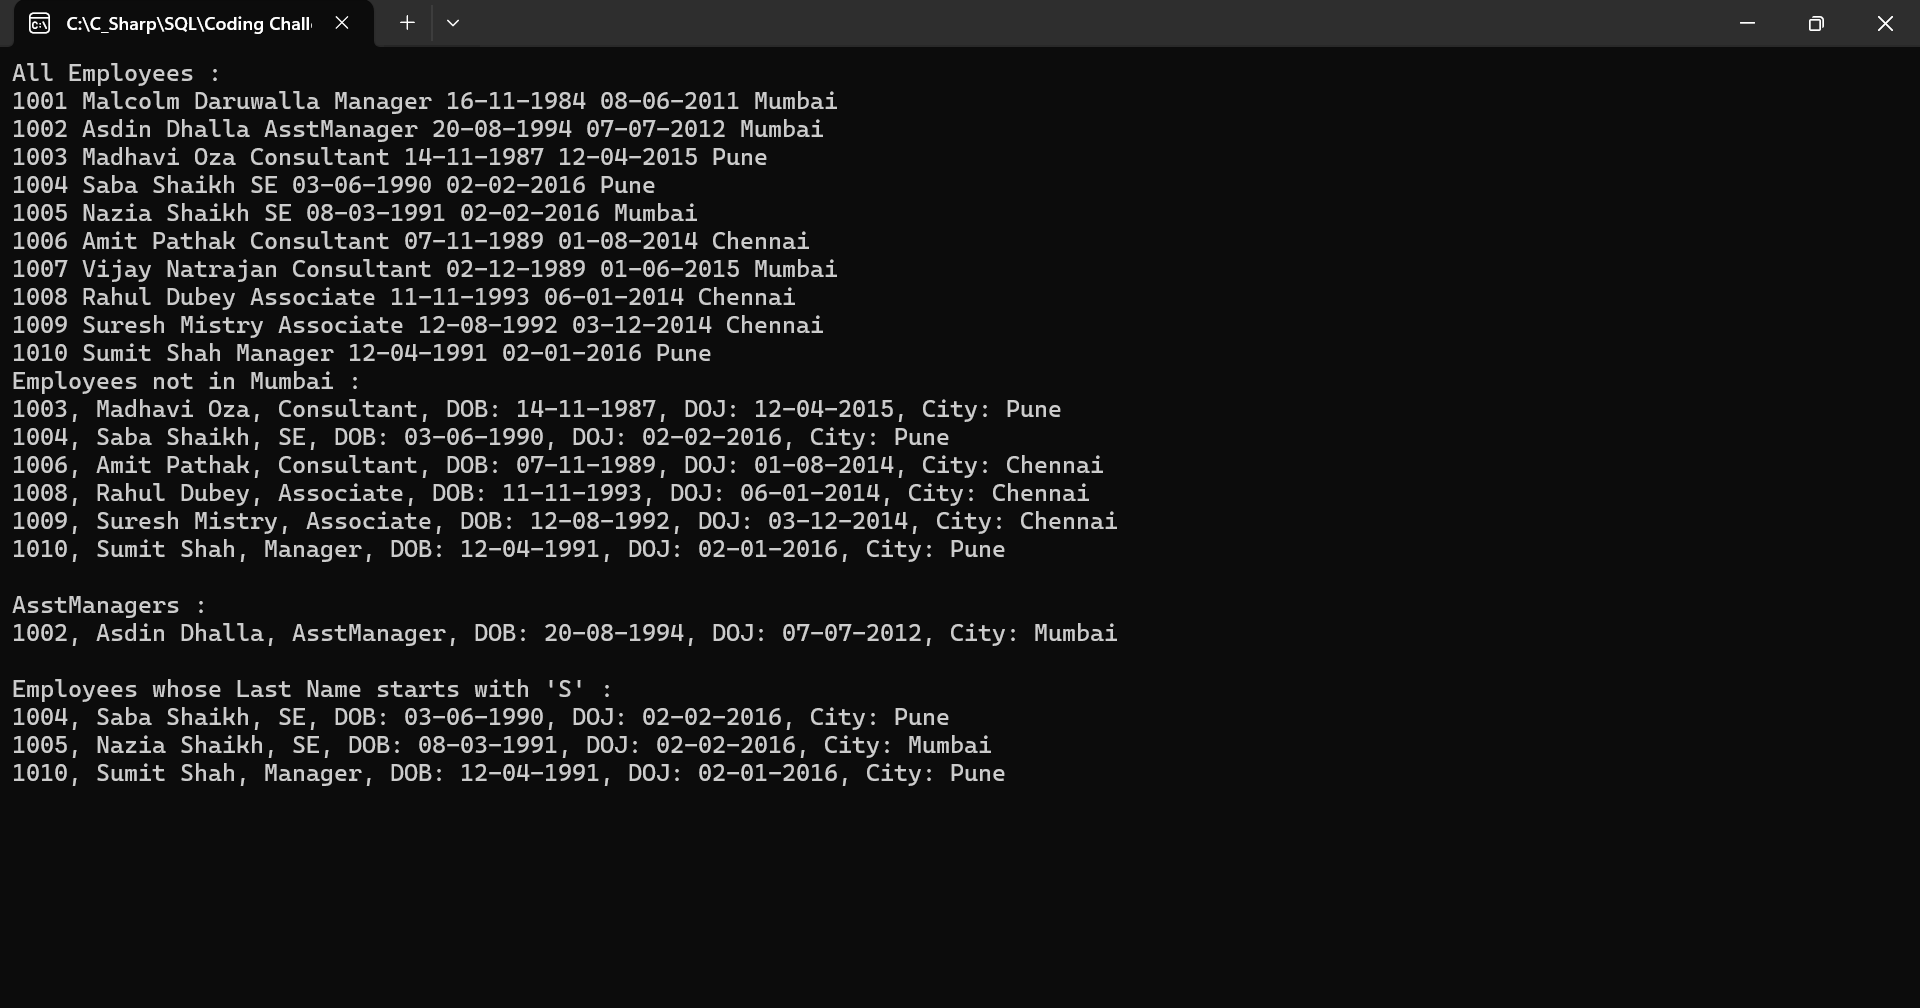 C:\C_Sharp\SQL\Coding Chall
All Employees :
1001 Malcolm Daruwalla Manager 16-11-1984 08-06-2011 Mumbai
1002 Asdin Dhalla AsstManager 20-08-1994 07-07-2012 Mumbai
1003 Madhavi Oza Consultant 14-11-1987 12-04-2015 Pune
1004 Saba Shaikh SE 03-06-1990 02-02-2016 Pune
1005 Nazia Shaikh SE 08-03-1991 02-02-2016 Mumbai
1006 Amit Pathak Consultant 07-11-1989 01-08-2014 Chennai
1007 Vijay Natrajan Consultant 02-12-1989 01-06-2015 Mumbai
1008 Rahul Dubey Associate 11-11-1993 06-01-2014 Chennai
1009 Suresh Mistry Associate 12-08-1992 03-12-2014 Chennai
1010 Sumit Shah Manager 12-04-1991 02-01-2016 Pune
Employees not in Mumbai :
1003, Madhavi Oza, Consultant, DOB: 14-11-1987, DOJ: 12-04-2015, City: Pune
1004, Saba Shaikh, SE, DOB: 03-06-1990, DOJ: 02-02-2016, City: Pune
1006, Amit Pathak, Consultant, DOB: 07-11-1989, DOJ: 01-08-2014, City: Chennai
1008, Rahul Dubey, Associate, DOB: 11-11-1993, DOJ: 06-01-2014, City: Chennai
1009, Suresh Mistry, Associate, DOB: 12-08-1992, DOJ: 03-12-2014, City: Chennai
1010, Sumit Shah, Manager, DOB: 12-04-1991, DOJ: 02-01-2016, City: Pune

AsstManagers :
1002, Asdin Dhalla, AsstManager, DOB: 20-08-1994, DOJ: 07-07-2012, City: Mumbai

Employees whose Last Name starts with 'S' :
1004, Saba Shaikh, SE, DOB: 03-06-1990, DOJ: 02-02-2016, City: Pune
1005, Nazia Shaikh, SE, DOB: 08-03-1991, DOJ: 02-02-2016, City: Mumbai
1010, Sumit Shah, Manager, DOB: 12-04-1991, DOJ: 02-01-2016, City: Pune